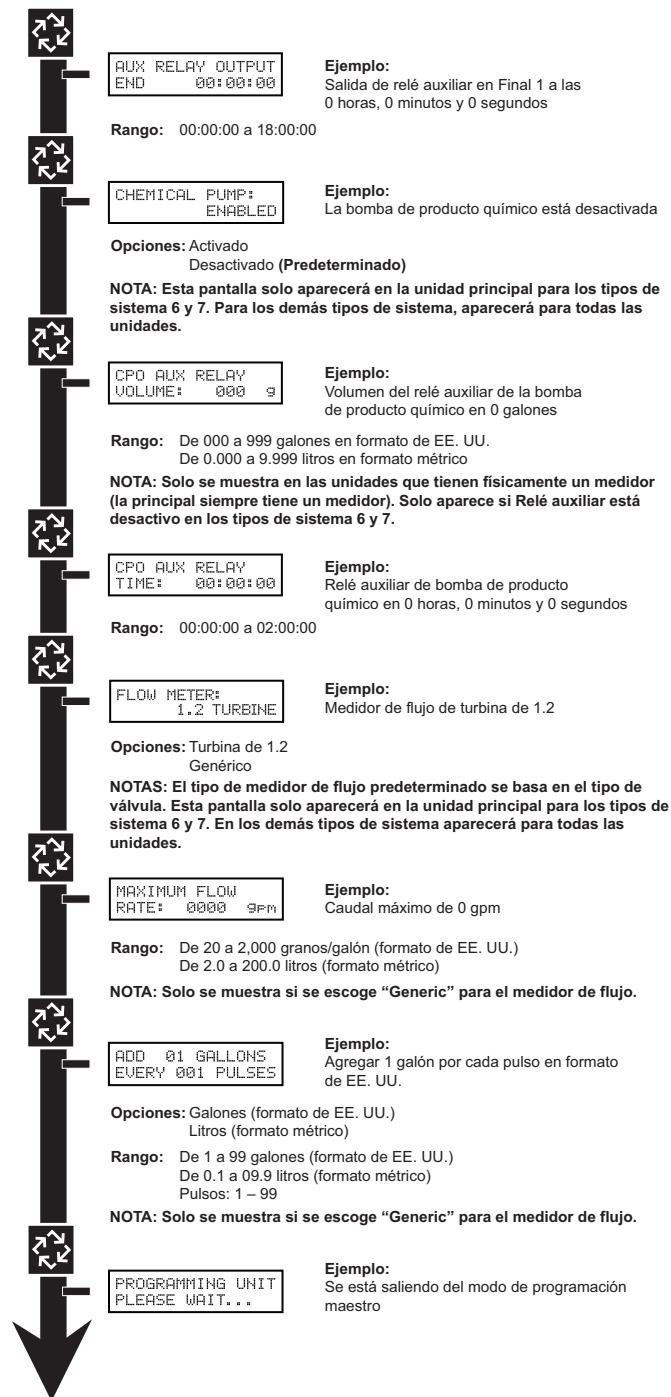 AUX RELAY OUTPUT
END 00:00:00
Ejemplo:
Salida de relé auxiliar en Final 1 a las
0 horas, 0 minutos y 0 segundos
Rango: 00:00:00 a 18:00:00
CHEMICAL PUMP:
ENABLED
Ejemplo:
La bomba de producto químico está desactivada
Opciones: Activado
Desactivado (Predeterminado)
NOTA: Esta pantalla solo aparecerá en la unidad principal para los tipos de
sistema 6 y 7. Para los demás tipos de sistema, aparecerá para todas las
unidades.
CPO AUX RELAY
VOLUME: 000 g
Ejemplo:
Volumen del relé auxiliar de la bomba
de producto químico en 0 galones
Rango: De 000 a 999 galones en formato de EE. UU.
De 0.000 a 9.999 litros en formato métrico
NOTA: Solo se muestra en las unidades que tienen físicamente un medidor
(la principal siempre tiene un medidor). Solo aparece si Relé auxiliar está
desactivo en los tipos de sistema 6 y 7.
CPO AUX RELAY
TIME: 00:00:00
Ejemplo:
Relé auxiliar de bomba de producto
químico en 0 horas, 0 minutos y 0 segundos
Rango: 00:00:00 a 02:00:00
FLOW METER:
1.2 TURBINE
Ejemplo:
Medidor de flujo de turbina de 1.2
Opciones: Turbina de 1.2
Genérico
NOTAS: El tipo de medidor de flujo predeterminado se basa en el tipo de
válvula. Esta pantalla solo aparecerá en la unidad principal para los tipos de
sistema 6 y 7. En los demás tipos de sistema aparecerá para todas las
unidades.
MAXIMUM FLOW
RATE: 0000 gpm
Ejemplo:
Caudal máximo de 0 gpm
Rango: De 20 a 2,000 granos/galón (formato de EE. UU.)
De 2.0 a 200.0 litros (formato métrico)
NOTA: Solo se muestra si se escoge “Generic” para el medidor de flujo.
ADD 01 GALLONS
EVERY 001 PULSES
Ejemplo:
Agregar 1 galón por cada pulso en formato
de EE. UU.
Opciones: Galones (formato de EE. UU.)
Litros (formato métrico)
Rango: De 1 a 99 galones (formato de EE. UU.)
De 0.1 a 09.9 litros (formato métrico)
Pulsos: 1 – 99
NOTA: Solo se muestra si se escoge “Generic” para el medidor de flujo.
PROGRAMMING UNIT
PLEASE WAIT...
Ejemplo:
Se está saliendo del modo de programación
maestro